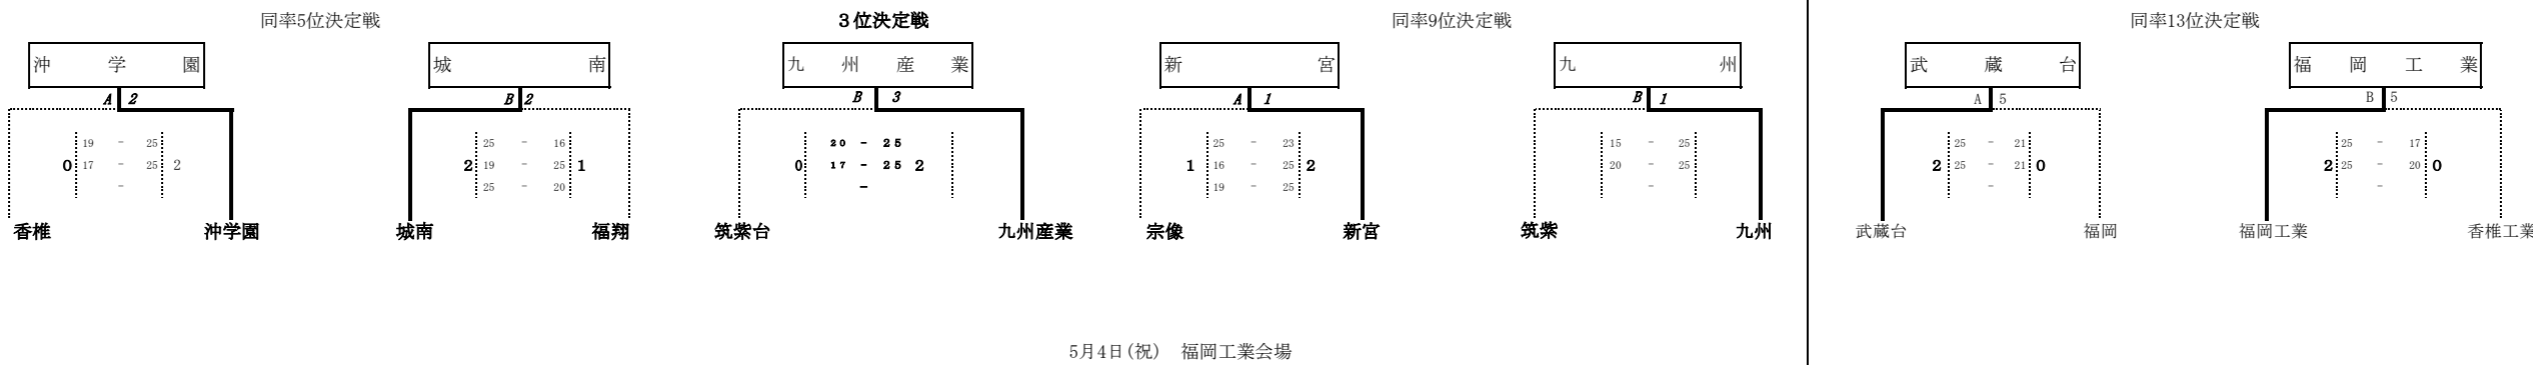 同率5位決定戦 ３位決定戦 同率9位決定戦 同率13位決定戦
沖学園 城南 九州産業 新宮 九州 武蔵台 福岡工業
A 2 B 2 B 3 A 1 B 1 A 5 B 5
19 - 25 25 - 16 20 - 25 25 - 23 15 - 25 25 - 21 25 - 17
0 17 - 25 2 2 19 - 25 1 0 17 - 25 2 1 16 - 25 2 20 - 25 2 25 - 21 0 2 25 - 20 0
- 25 - 20 - 19 - 25 - - -
香椎 沖学園 城南 福翔 筑紫台 九州産業 宗像 新宮 筑紫 九州 武蔵台 福岡 福岡工業 香椎工業
5月4日(祝) 福岡工業会場